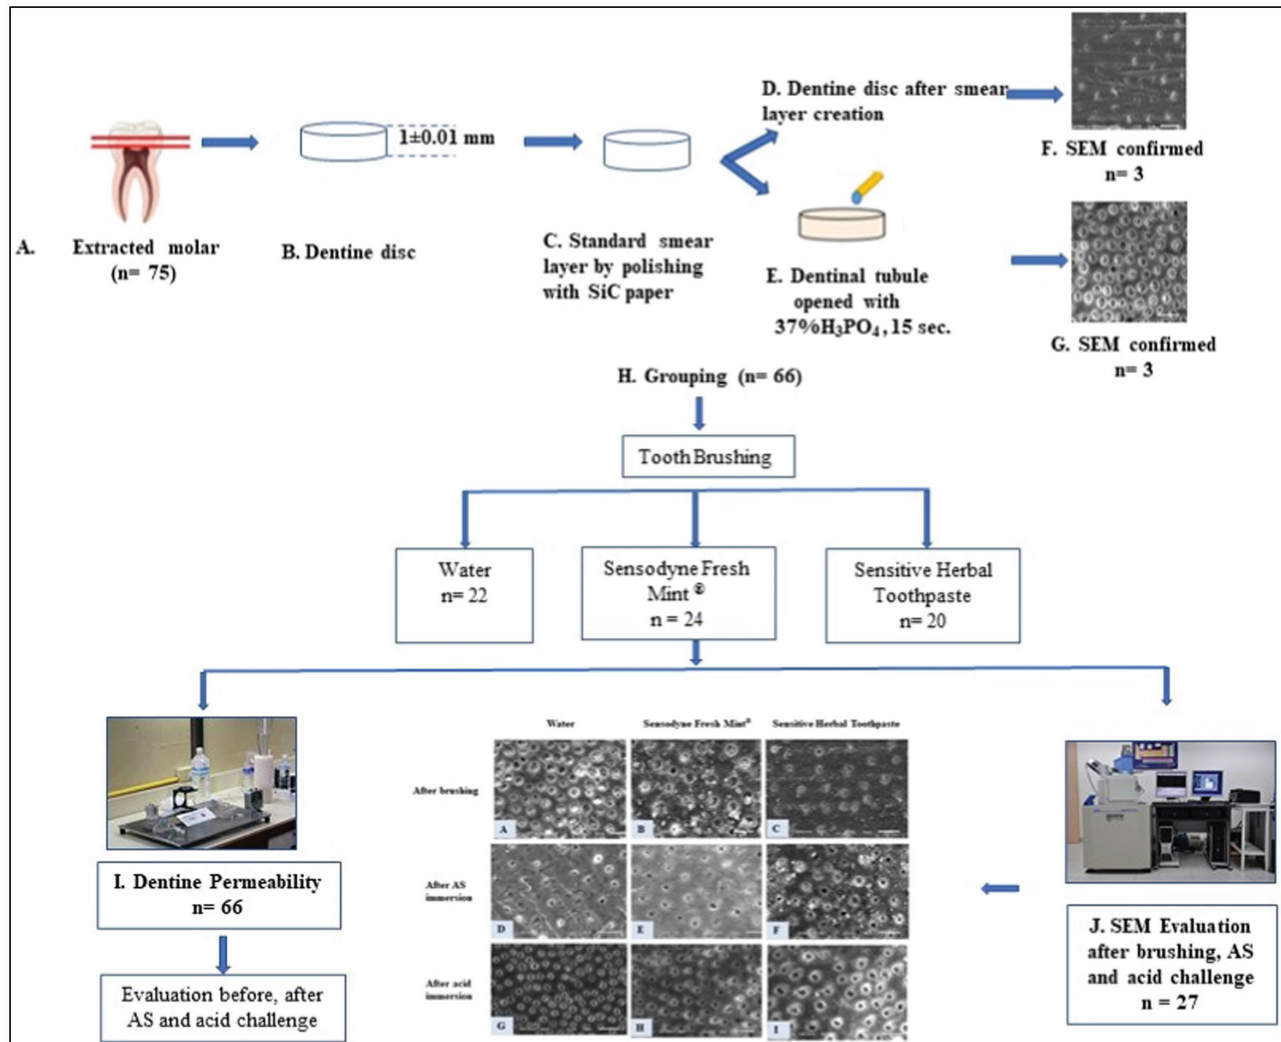 A.
Extracted molar
(n= 75)
1±0.01 mm
B. Dentine disc
C. Standard smear
layer by polishing
with SiC paper
D. Dentine disc after smear
layer creation
E. Dentinal tubule
opened with
37%H₃PO₄, 15 sec.
F. SEM confirmed
n= 3
G. SEM confirmed
n= 3
H. Grouping (n= 66)
Tooth Brushing
Water
n= 22
Sensodyne Fresh
Mint ®
n = 24
Sensitive Herbal
Toothpaste
n= 20
I. Dentine Permeability
n= 66
Evaluation before, after
AS and acid challenge
Water
Sensodyne Fresh Mint®
Sensitive Herbal Toothpaste
After brushing
A
B
C
After AS
immersion
D
E
F
After acid
immersion
G
H
I
J. SEM Evaluation
after brushing, AS
and acid challenge
n = 27